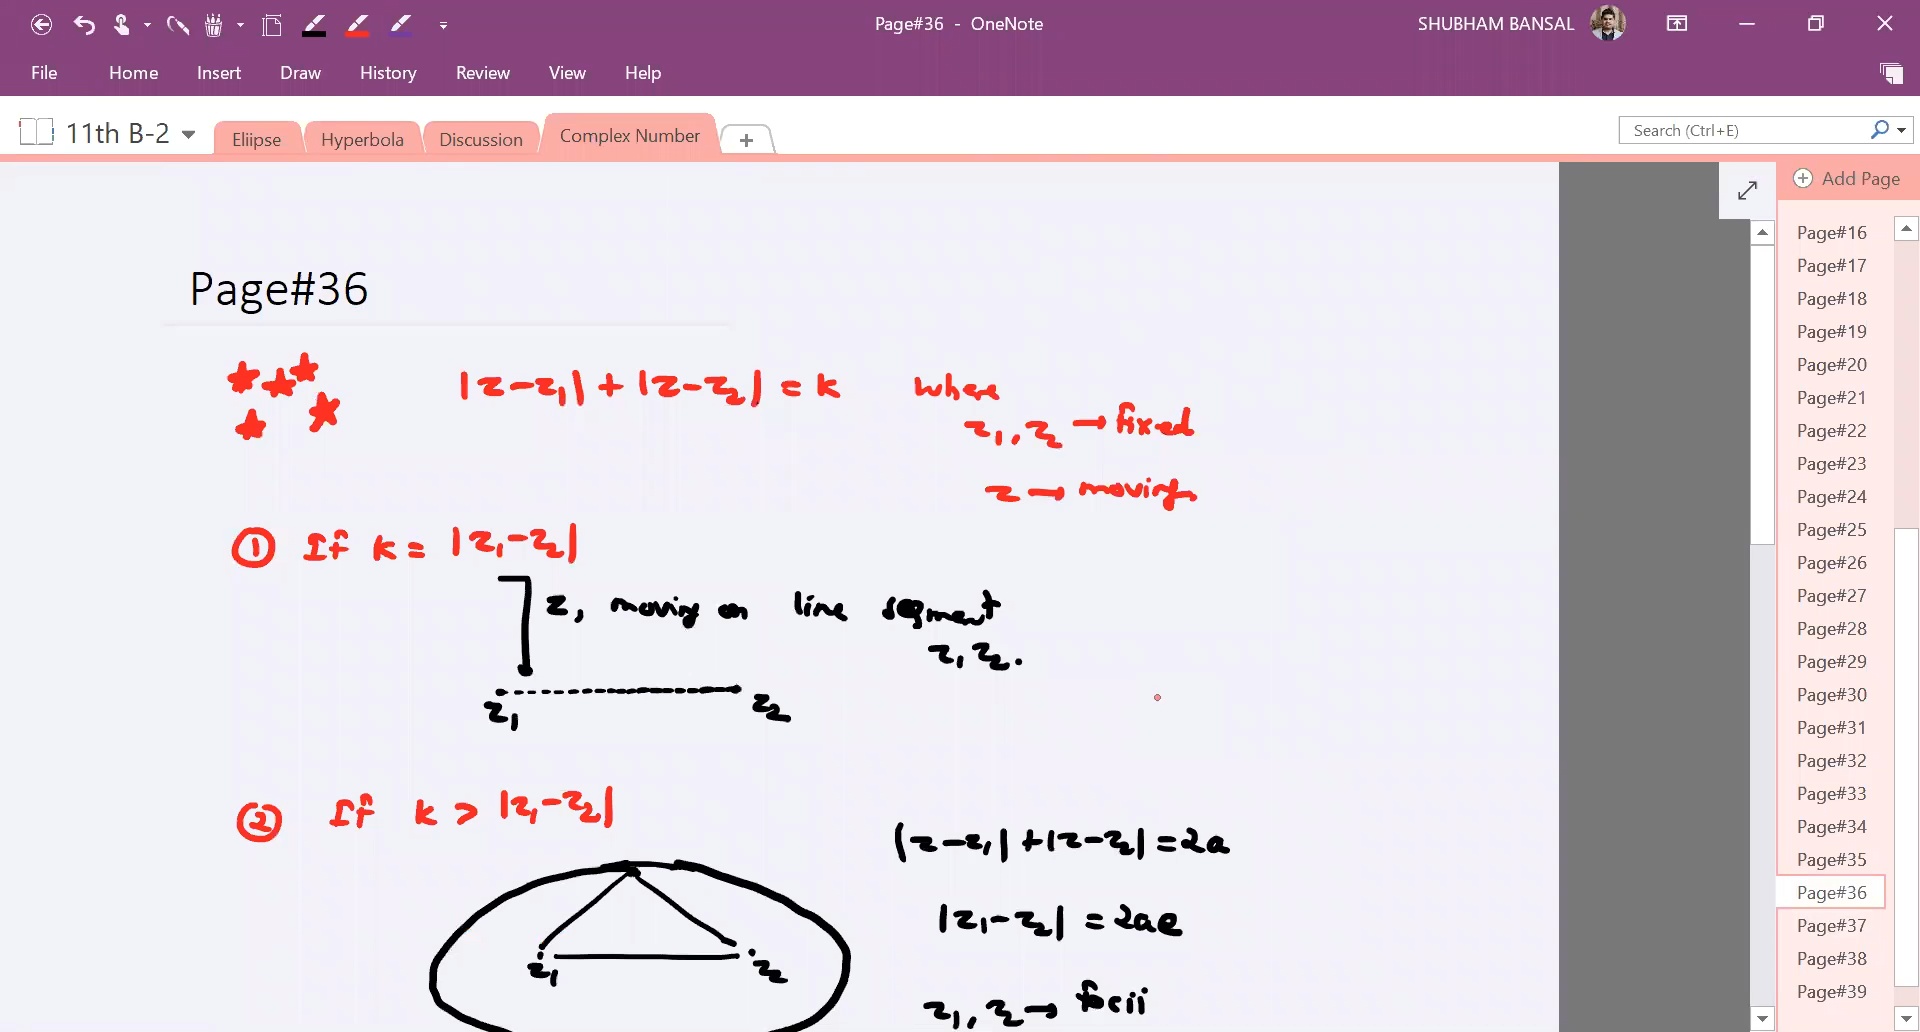 Page#36 - OneNote
SHUBHAM BANSAL
File Home Insert Draw History Review View Help
11th B-2
Eliipse Hyperbola Discussion Complex Number +
Search (Ctrl+E)
Add Page
Page#16
Page#17
Page#18
Page#19
Page#20
Page#21
Page#22
Page#23
Page#24
Page#25
Page#26
Page#27
Page#28
Page#29
Page#30
Page#31
Page#32
Page#33
Page#34
Page#35
Page#36
Page#37
Page#38
Page#39
Page#36
|z-z₁| + |z-z₂| = k where
z₁, z₂ → fixed
z → moving
① If k = |z₁-z₂|
z, moving on line segment
z₁ z₂.
z₁ z₂
② If k > |z₁-z₂|
|z-z₁| + |z-z₂| = 2a
|z₁-z₂| = 2ae
z₁ z₂
z₁, z₂ → focii